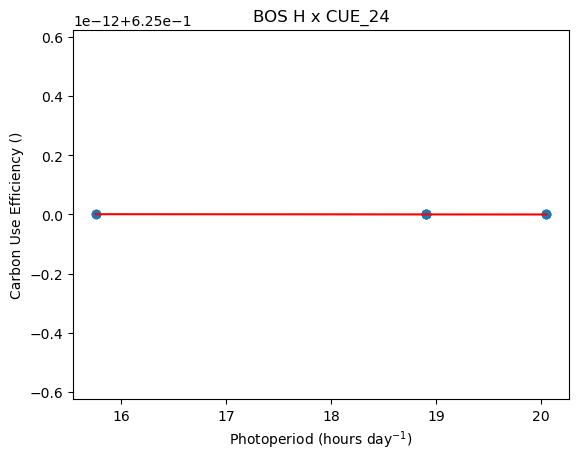 BOS H x CUE_24
1e-12+6.25e-1
0.6
0.4
0.2
0.0
−0.2
−0.4
−0.6
Carbon Use Efficiency ()
16 17 18 19 20
Photoperiod (hours day⁻¹)